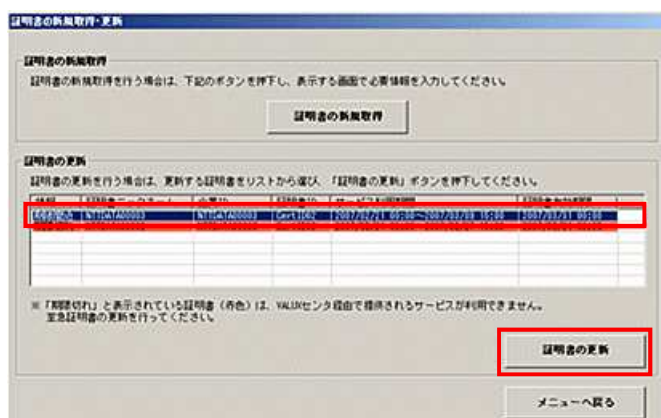 証明書の新規取得・更新
証明書の新規取得
証明書の新規取得を行う場合は、下記のボタンを押下し、表示する画面で必要情報を入力してください。
証明書の新規取得
証明書の更新
証明書の更新を行う場合は、更新する証明書をリストから選び、「証明書の更新」ボタンを押下してください。
NTTDATA00003 NTTDATA00003 CertID02
※「期限切れ」と表示されている証明書（赤色）は、VALUXセンタ経由で提供されるサービスが利用できません。
至急証明書の更新を行ってください。
証明書の更新
メニューへ戻る